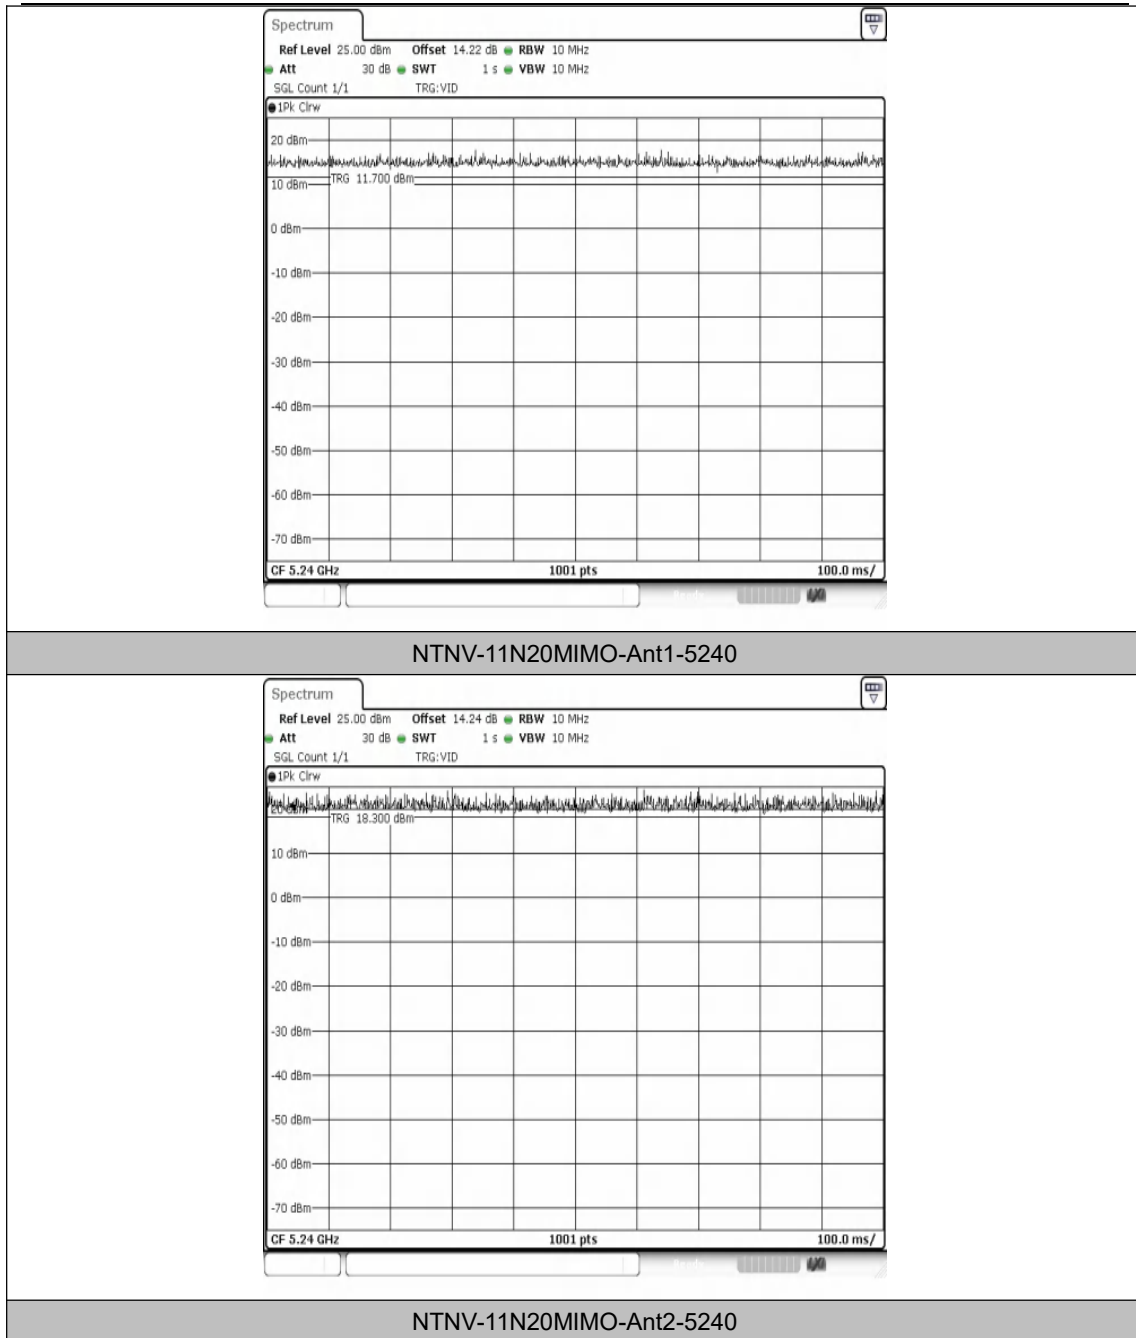 Spectrum
Ref Level 25.00 dBm Offset 14.22 dB RBW 10 MHz
Att 30 dB SWT 1 s VBW 10 MHz
SGL Count 1/1 TRG:VID
1Pk Clrw
20 dBm
TRG 11.700 dBm
10 dBm
0 dBm
-10 dBm
-20 dBm
-30 dBm
-40 dBm
-50 dBm
-60 dBm
-70 dBm
CF 5.24 GHz 1001 pts 100.0 ms/
Ready
NTNV-11N20MIMO-Ant1-5240
Spectrum
Ref Level 25.00 dBm Offset 14.24 dB RBW 10 MHz
Att 30 dB SWT 1 s VBW 10 MHz
SGL Count 1/1 TRG:VID
1Pk Clrw
20 dBm
TRG 18.300 dBm
10 dBm
0 dBm
-10 dBm
-20 dBm
-30 dBm
-40 dBm
-50 dBm
-60 dBm
-70 dBm
CF 5.24 GHz 1001 pts 100.0 ms/
Ready
NTNV-11N20MIMO-Ant2-5240